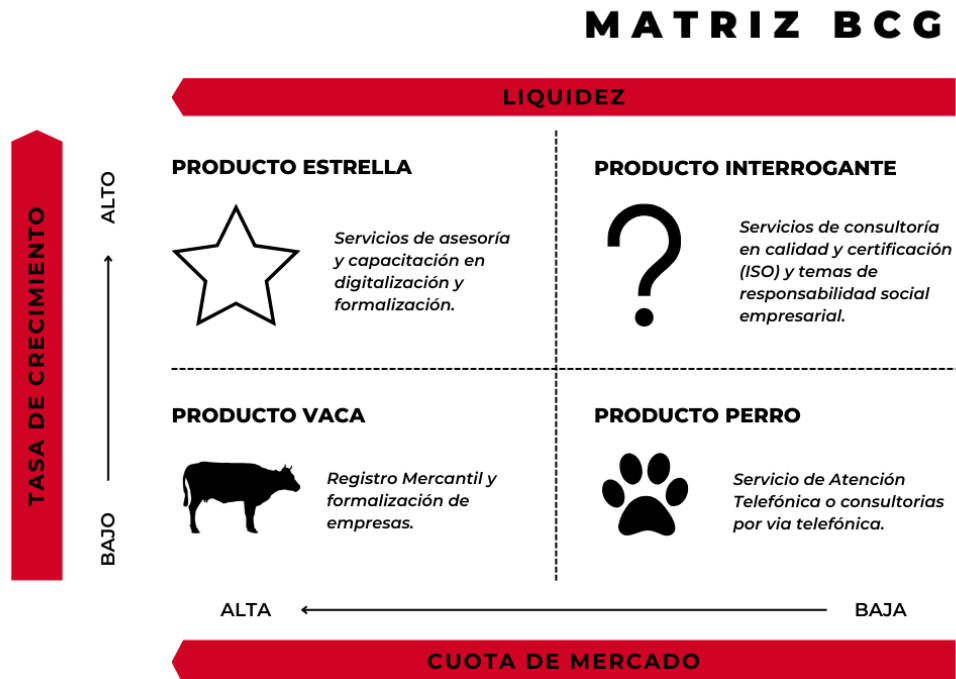 MATRIZ BCG
LIQUIDEZ
TASA DE CRECIMIENTO
ALTO
BAJO
PRODUCTO ESTRELLA
Servicios de asesoría
y capacitación en
digitalización y
formalización.
PRODUCTO INTERROGANTE
Servicios de consultoría
en calidad y certificación
(ISO) y temas de
responsabilidad social
empresarial.
PRODUCTO VACA
Registro Mercantil y
formalización de
empresas.
PRODUCTO PERRO
Servicio de Atención
Telefónica o consultorias
por via telefónica.
ALTA
BAJA
CUOTA DE MERCADO